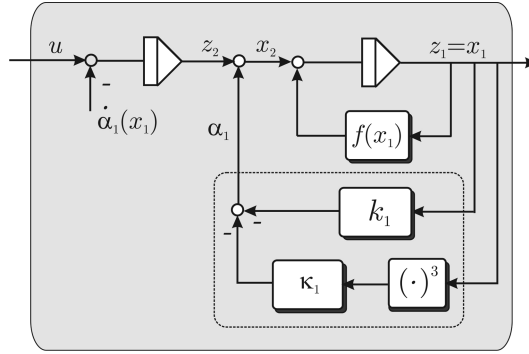 u
z₂
x₂
z₁=x₁
-
α̇₁(x₁)
α₁
f(x₁)
k₁
-
-
κ₁
(·)³